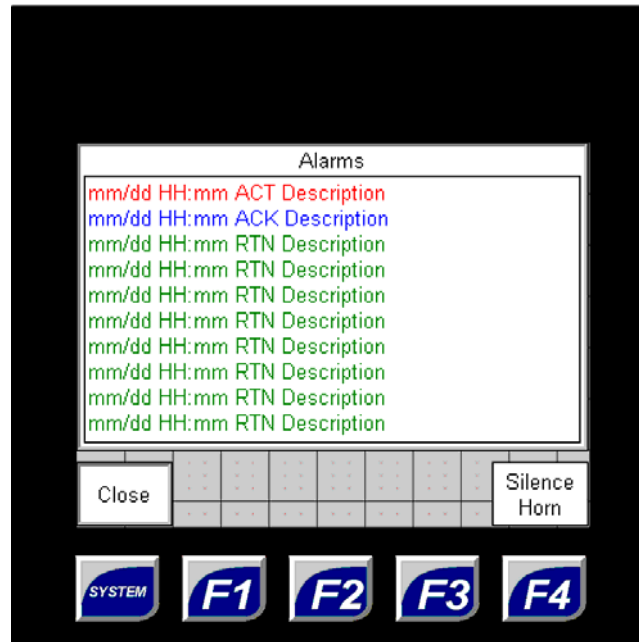 Alarms
mm/dd HH:mm ACT Description
mm/dd HH:mm ACK Description
mm/dd HH:mm RTN Description
mm/dd HH:mm RTN Description
mm/dd HH:mm RTN Description
mm/dd HH:mm RTN Description
mm/dd HH:mm RTN Description
mm/dd HH:mm RTN Description
mm/dd HH:mm RTN Description
mm/dd HH:mm RTN Description
Close
Silence
Horn
SYSTEM F1 F2 F3 F4